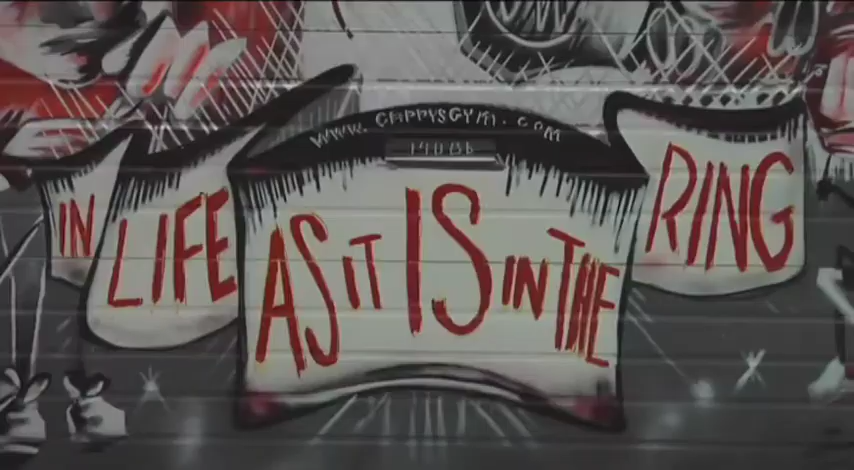 WWW. CAPPYSGYM. COM
IN LIFE AS IT IS IN THE RING